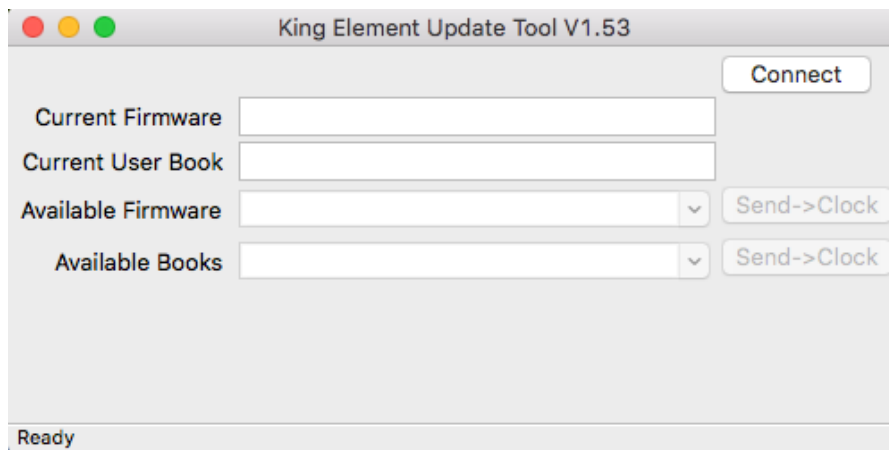 King Element Update Tool V1.53
Connect
Current Firmware
Current User Book
Available Firmware
Send->Clock
Available Books
Send->Clock
Ready